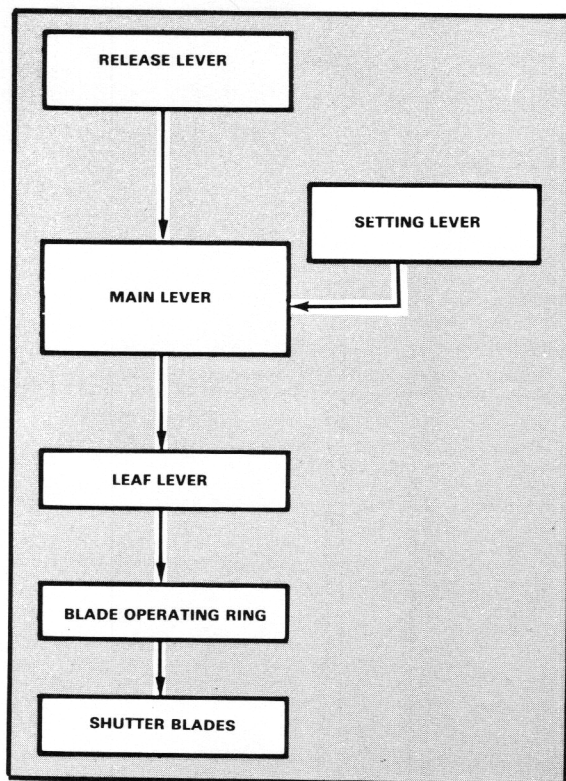 RELEASE LEVER
SETTING LEVER
MAIN LEVER
LEAF LEVER
BLADE OPERATING RING
SHUTTER BLADES